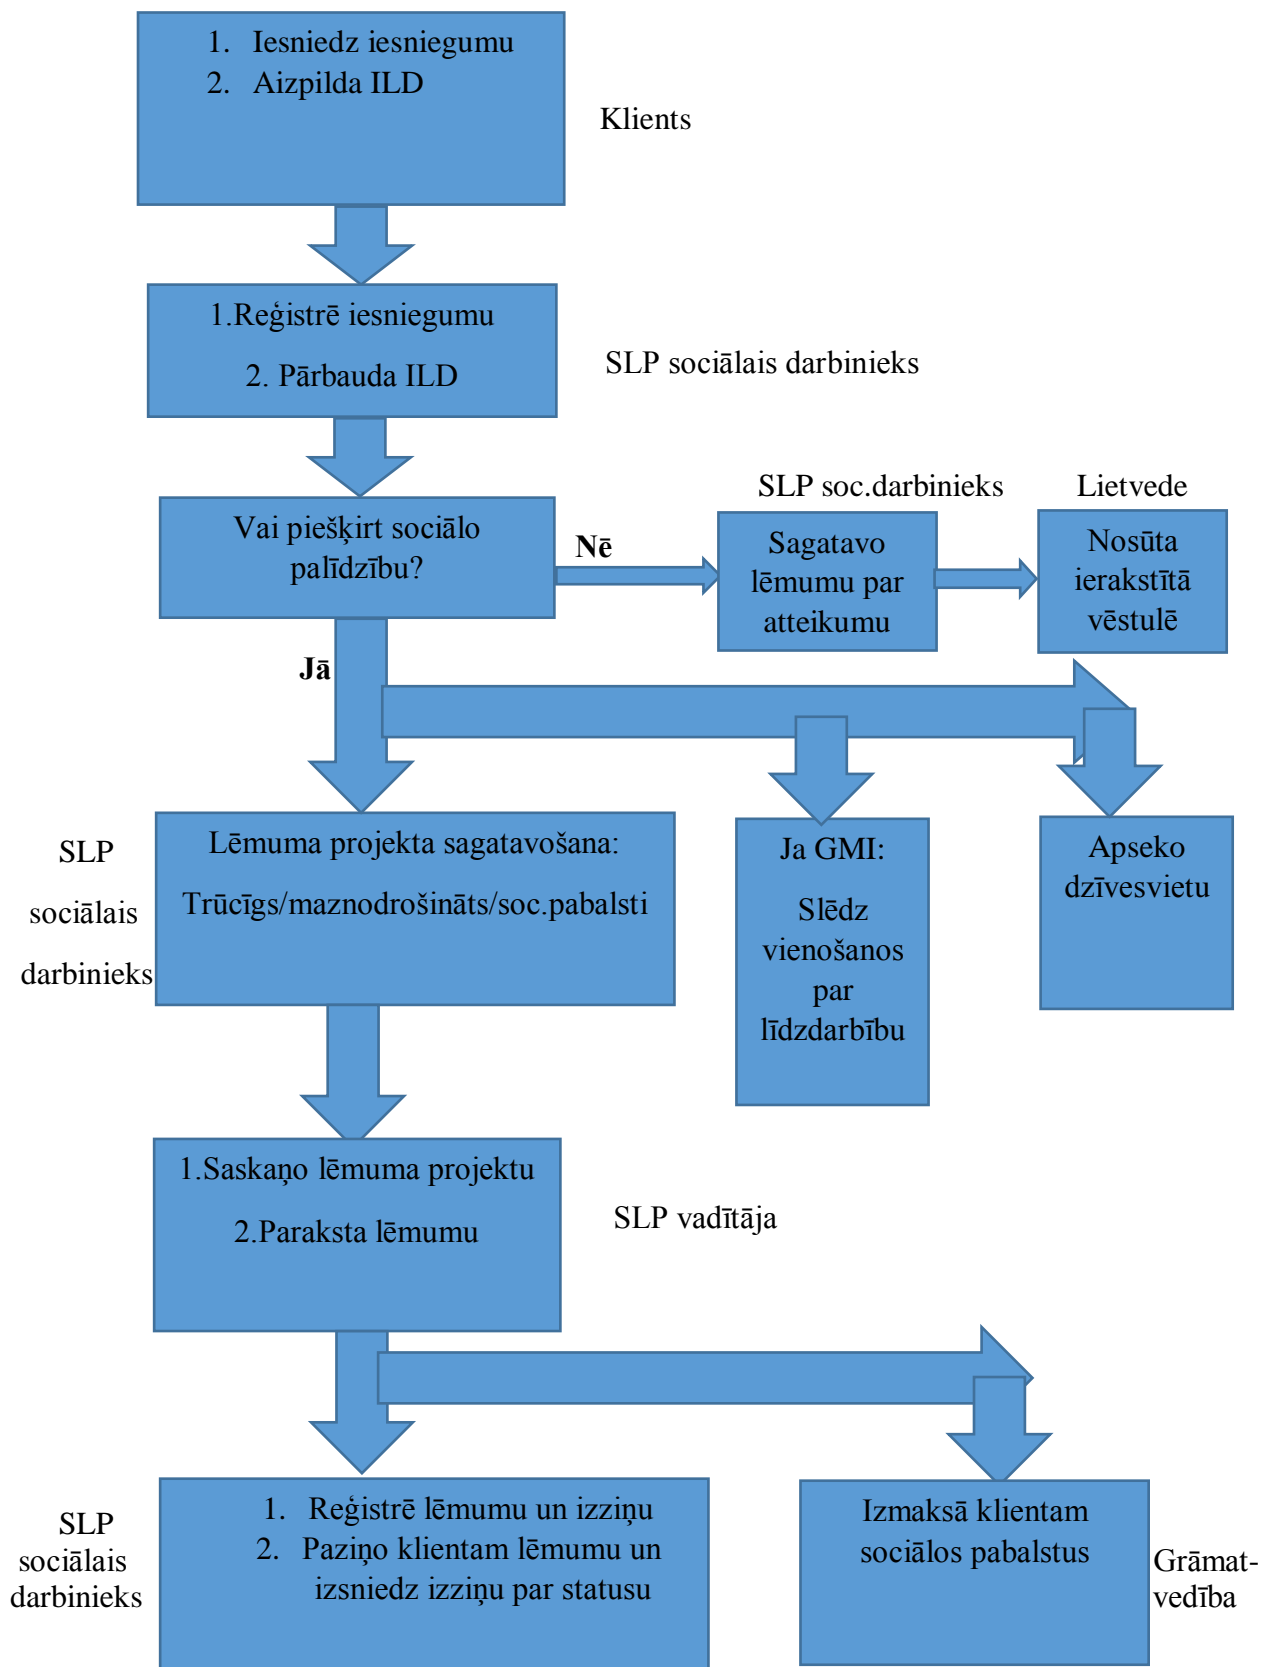 1. Iesniedz iesniegumu
2. Aizpilda ILD
Klients
1.Reģistrē iesniegumu
2. Pārbauda ILD
SLP sociālais darbinieks
SLP soc.darbinieks
Lietvede
Vai piešķirt sociālo
palīdzību?
Nē
Sagatavo
lēmumu par
atteikumu
Nosūta
ierakstītā
vēstulē
Jā
SLP
sociālais
darbinieks
Lēmuma projekta sagatavošana:
Trūcīgs/maznodrošināts/soc.pabalsti
Ja GMI:
Slēdz
vienošanos
par
līdzdarbību
Apseko
dzīvesvietu
1.Saskaņo lēmuma projektu
2.Paraksta lēmumu
SLP vadītāja
SLP
sociālais
darbinieks
1. Reģistrē lēmumu un izziņu
2. Paziņo klientam lēmumu un
izsniedz izziņu par statusu
Izmaksā klientam
sociālos pabalstus
Grāmat-
vedība